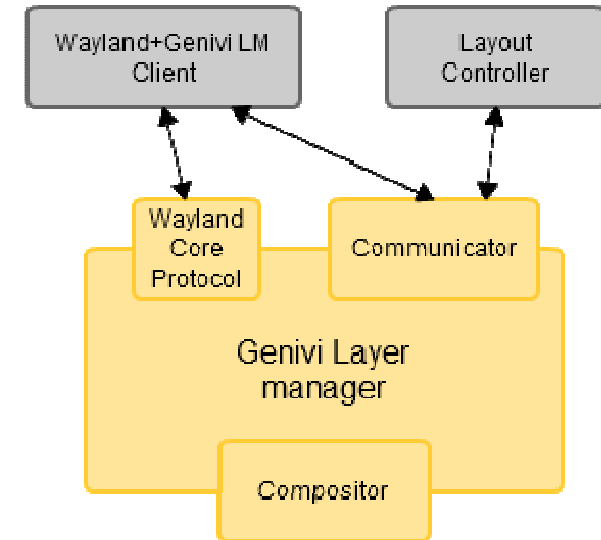 Wayland+Genivi LM
Client
Layout
Controller
Wayland
Core
Protocol
Communicator
Genivi Layer
manager
Compositor